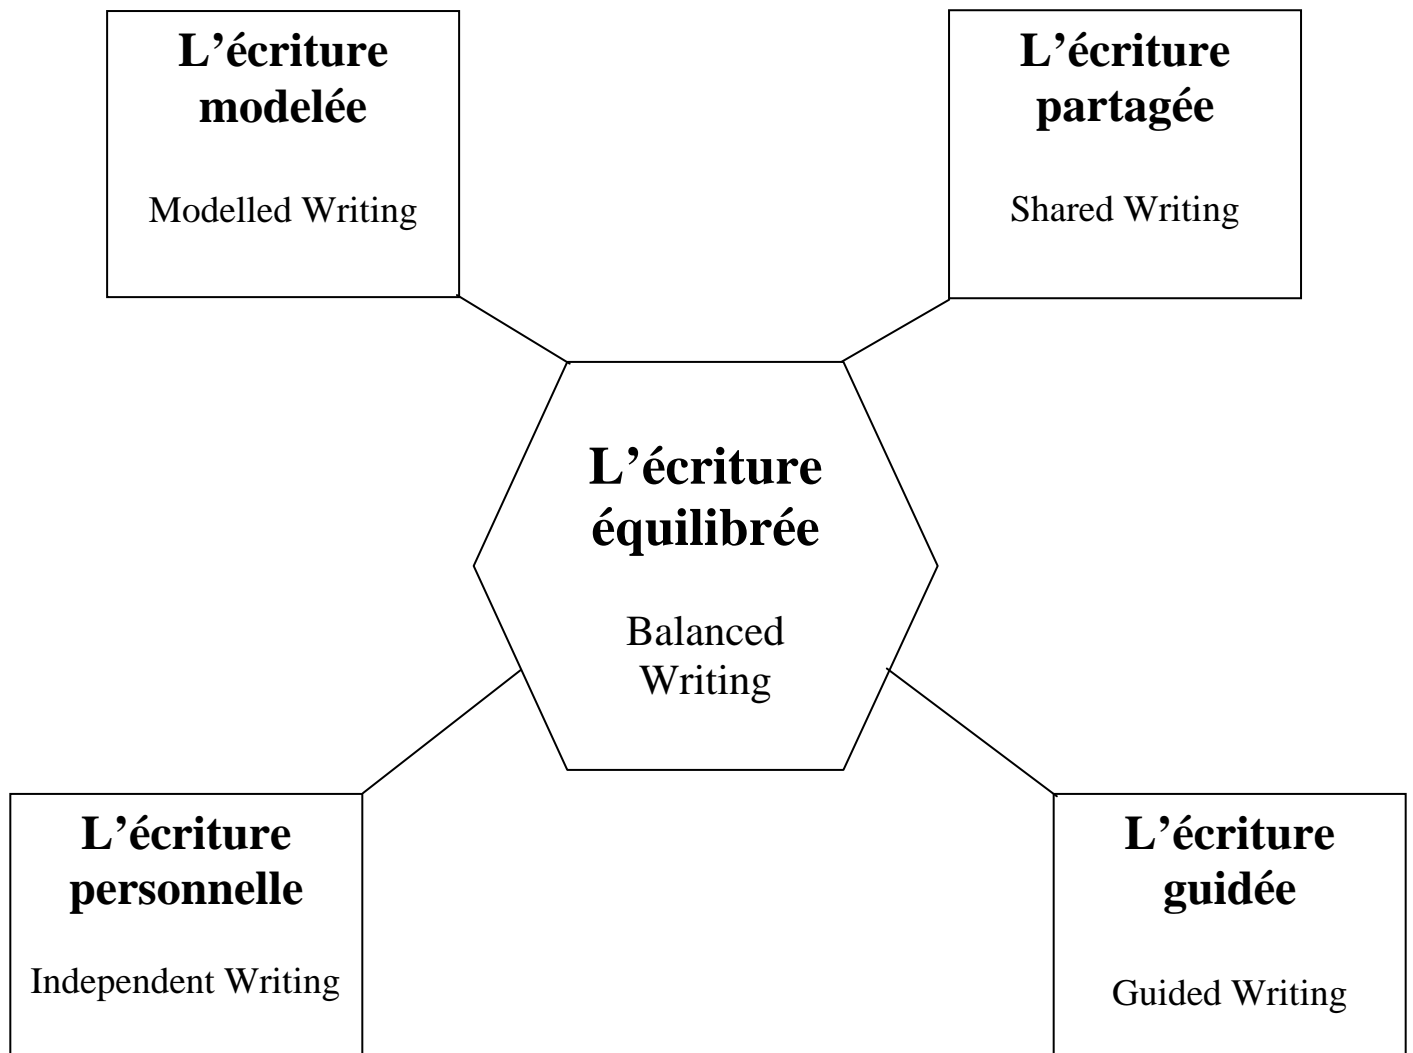 L’écriture
modelée
Modelled Writing
L’écriture
partagée
Shared Writing
L’écriture
équilibrée
Balanced
Writing
L’écriture
personnelle
Independent Writing
L’écriture
guidée
Guided Writing